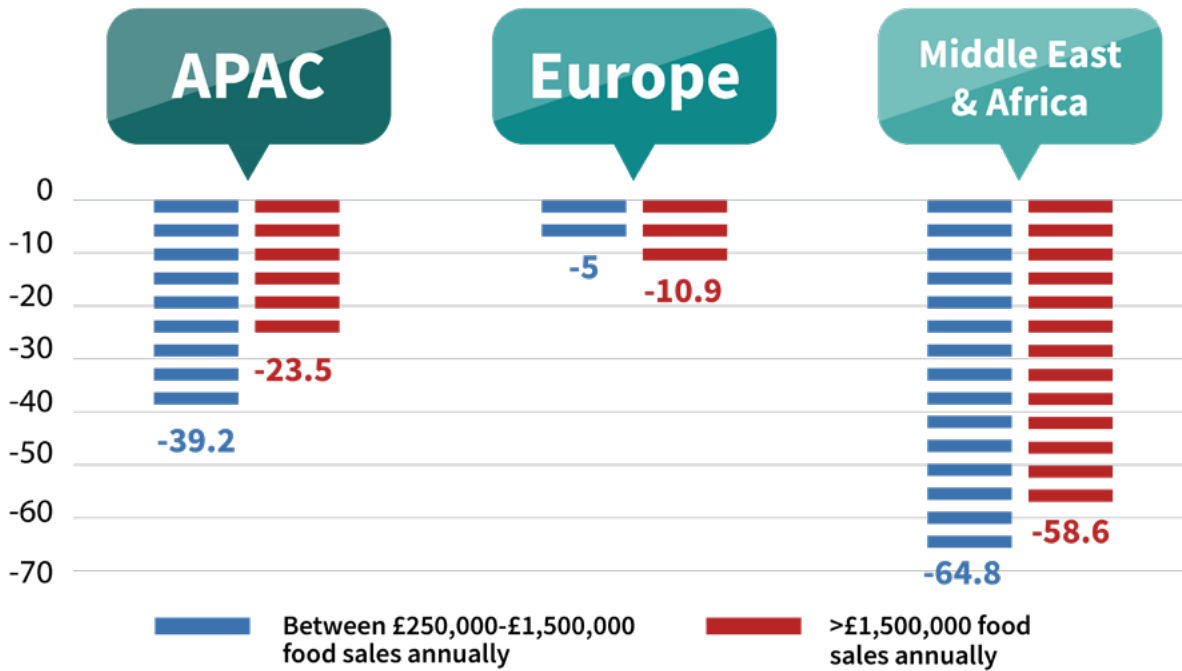 APAC
Europe
Middle East
& Africa
0
-10
-20
-30
-40
-50
-60
-70
-39.2
-23.5
-5
-10.9
-64.8
-58.6
Between £250,000-£1,500,000
food sales annually
>£1,500,000 food
sales annually